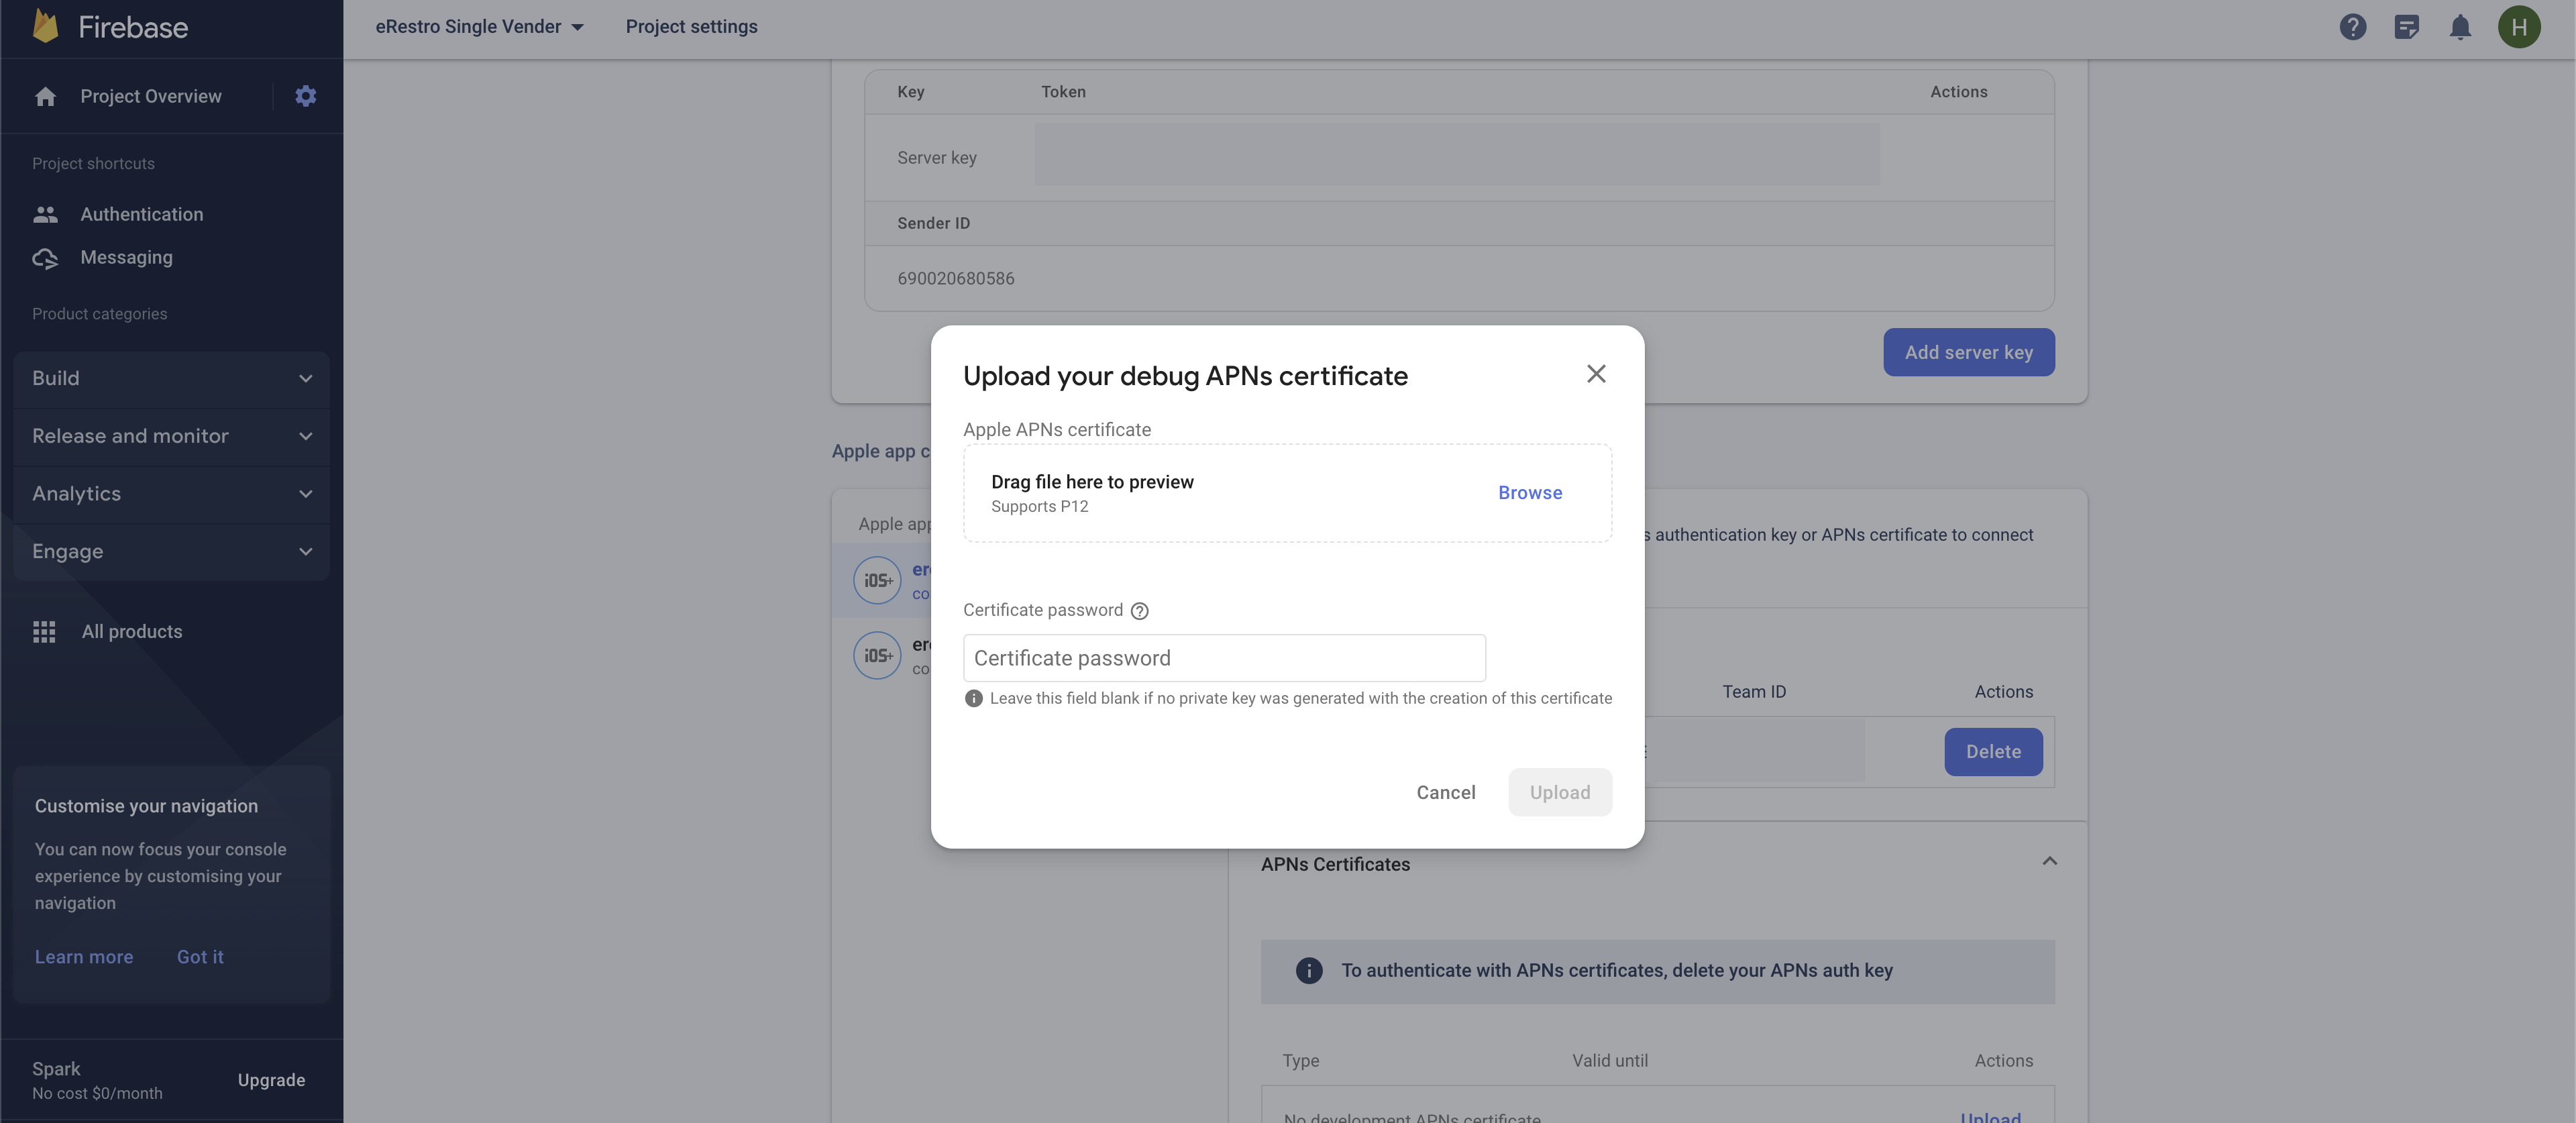 Firebase
eRestro Single Vender
Project settings
H
Project Overview
Project shortcuts
Authentication
Messaging
Product categories
Build
Release and monitor
Analytics
Engage
All products
Customise your navigation
You can now focus your console
experience by customising your
navigation
Learn more
Got it
Spark
No cost $0/month
Upgrade
Key
Token
Actions
Server key
Sender ID
690020680586
Add server key
Apple app c
Apple app
iOS+
er
co
iOS+
er
co
Upload your debug APNs certificate
Apple APNs certificate
Drag file here to preview
Supports P12
Browse
Certificate password
Certificate password
Leave this field blank if no private key was generated with the creation of this certificate
Cancel
Upload
s authentication key or APNs certificate to connect
Team ID
Actions
Delete
APNs Certificates
To authenticate with APNs certificates, delete your APNs auth key
Type
Valid until
Actions
No development APNs certificate
Upload